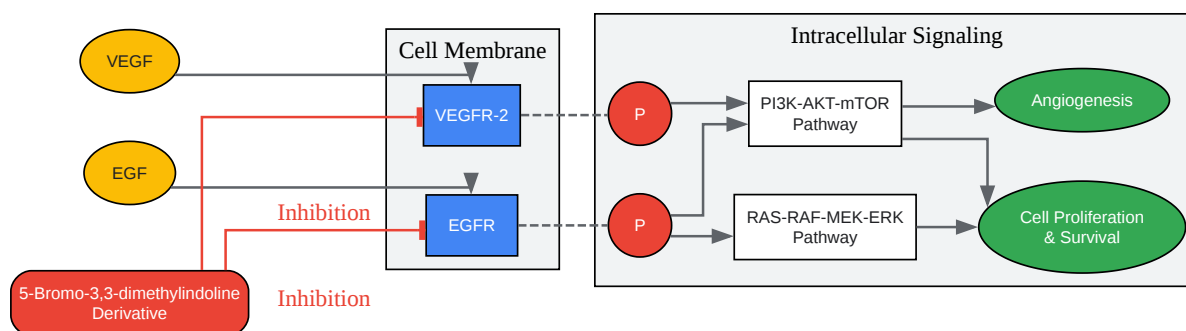 Cell Membrane
Intracellular Signaling
VEGF
VEGFR-2
P
PI3K-AKT-mTOR
Pathway
Angiogenesis
EGF
Inhibition
EGFR
P
RAS-RAF-MEK-ERK
Pathway
Cell Proliferation
& Survival
5-Bromo-3,3-dimethylindoline
Derivative
Inhibition